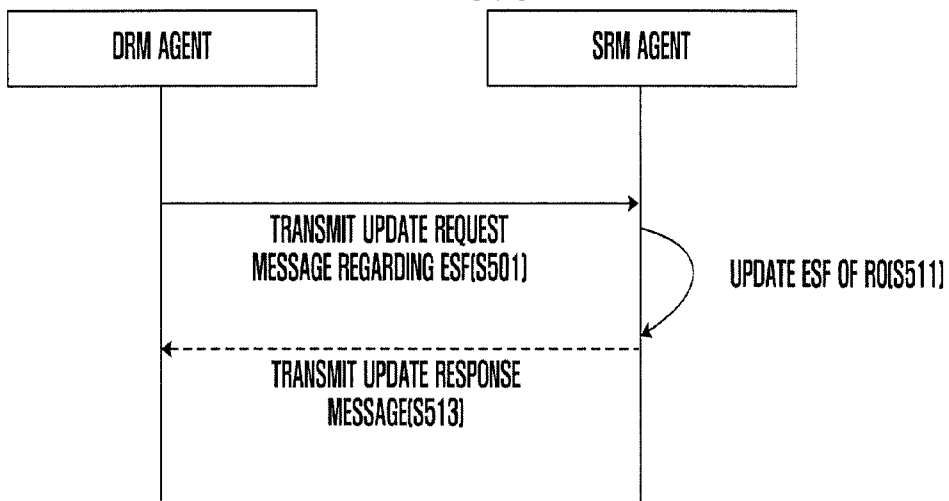 DRM AGENT
SRM AGENT
TRANSMIT UPDATE REQUEST
MESSAGE REGARDING ESF(S501)
UPDATE ESF OF RO(S511)
TRANSMIT UPDATE RESPONSE
MESSAGE(S513)